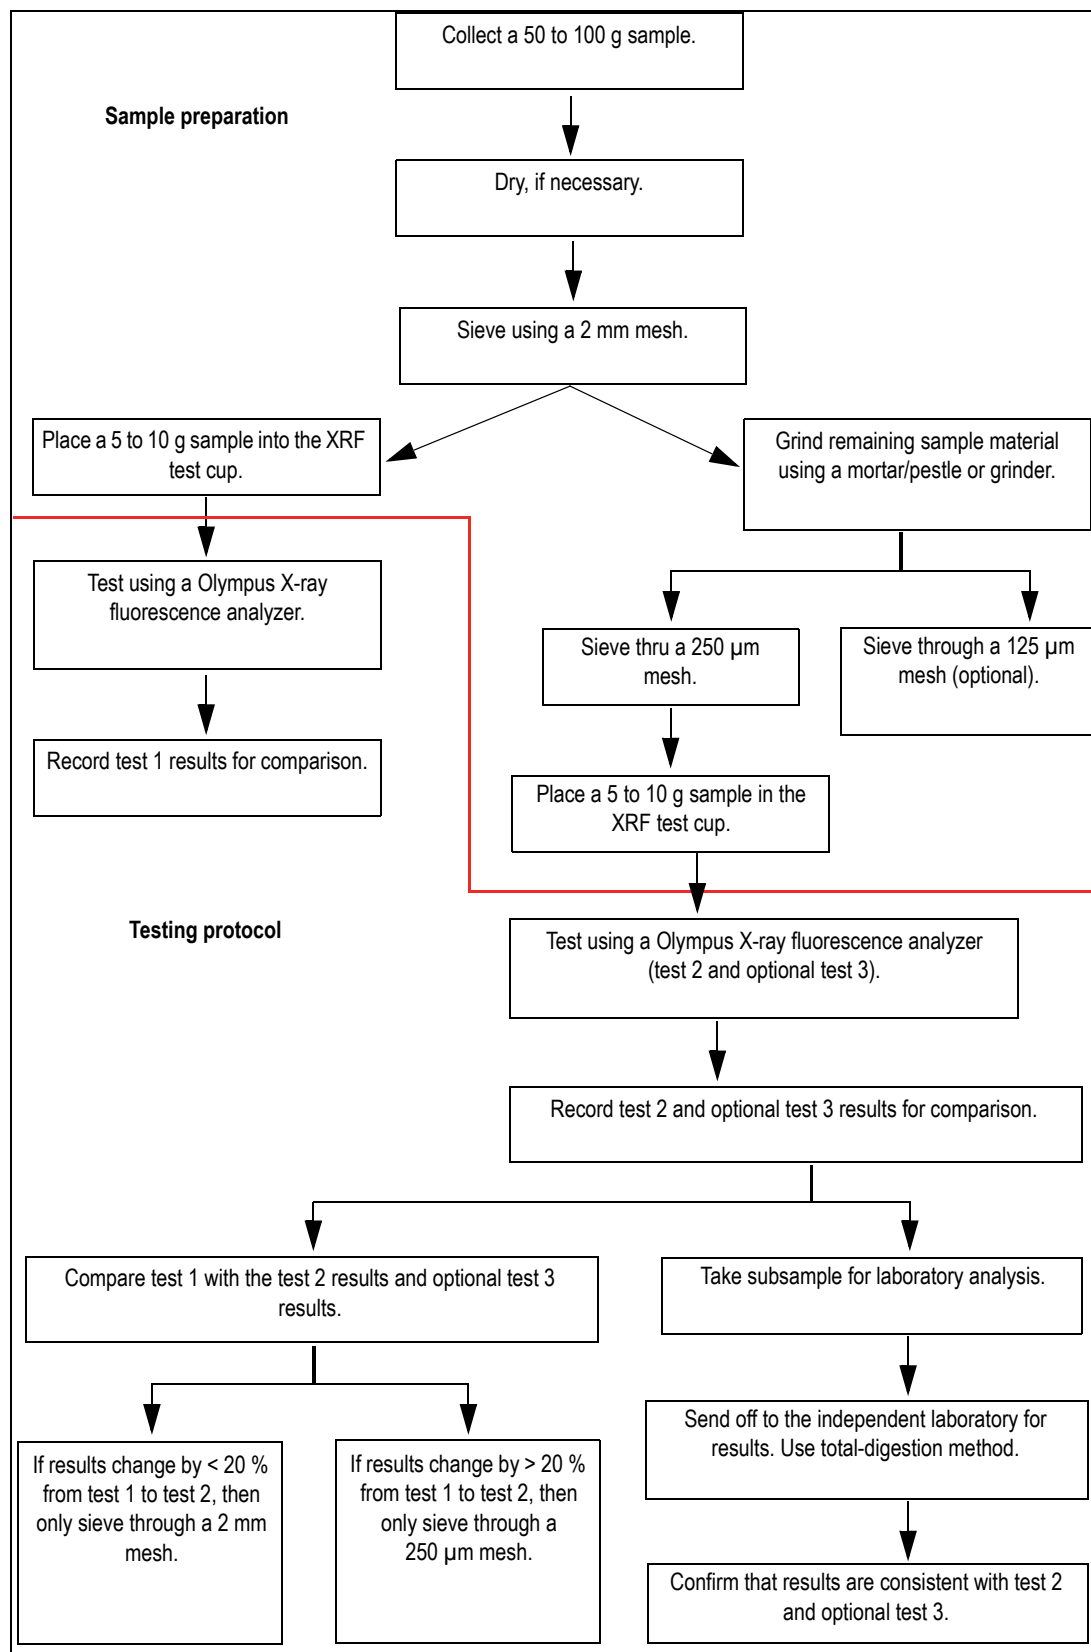 Collect a 50 to 100 g sample.
Sample preparation
Dry, if necessary.
Sieve using a 2 mm mesh.
Place a 5 to 10 g sample into the XRF
test cup.
Grind remaining sample material
using a mortar/pestle or grinder.
Test using a Olympus X-ray
fluorescence analyzer.
Sieve thru a 250 µm
mesh.
Sieve through a 125 µm
mesh (optional).
Record test 1 results for comparison.
Place a 5 to 10 g sample in the
XRF test cup.
Testing protocol
Test using a Olympus X-ray fluorescence analyzer
(test 2 and optional test 3).
Record test 2 and optional test 3 results for comparison.
Compare test 1 with the test 2 results and optional test 3
results.
Take subsample for laboratory analysis.
If results change by < 20 %
from test 1 to test 2, then
only sieve through a 2 mm
mesh.
If results change by > 20 %
from test 1 to test 2, then
only sieve through a
250 µm mesh.
Send off to the independent laboratory for
results. Use total-digestion method.
Confirm that results are consistent with test 2
and optional test 3.